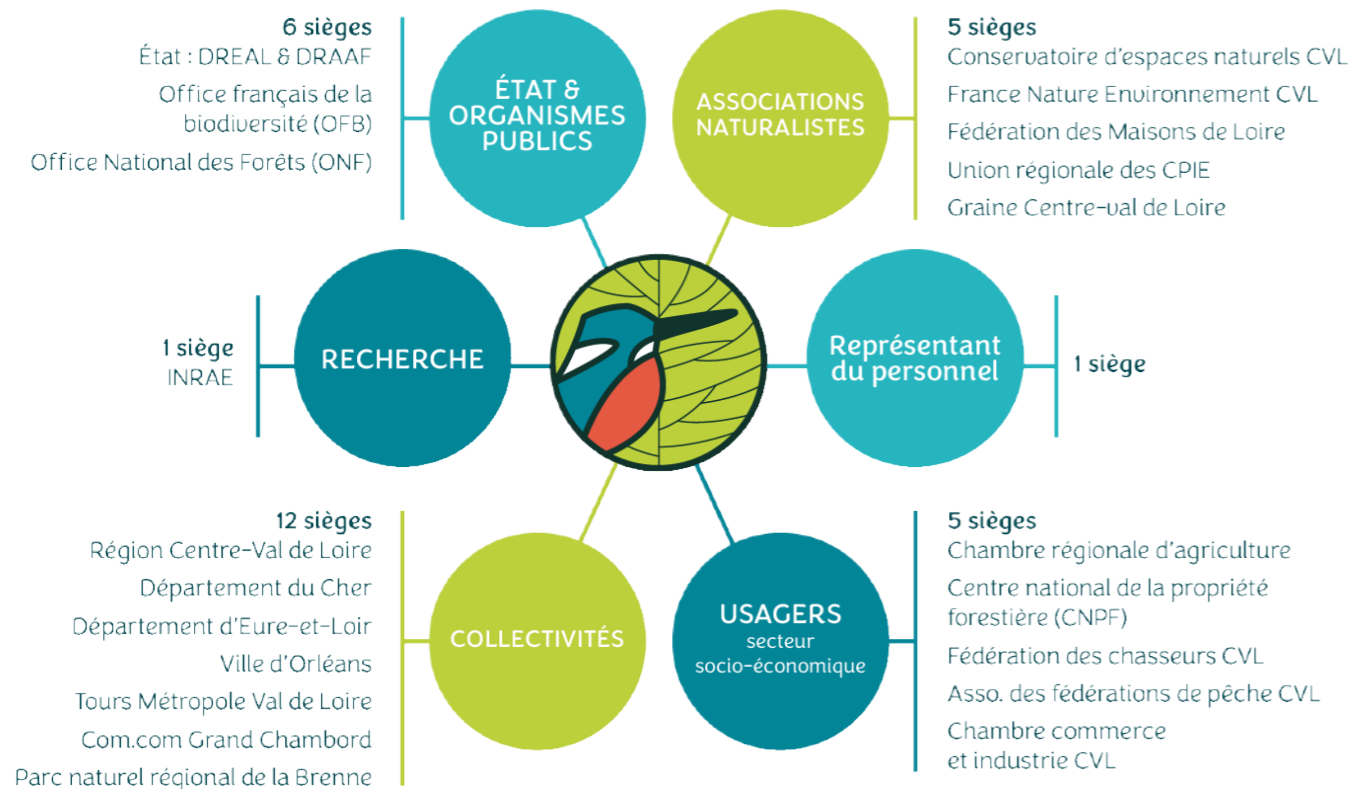 6 sièges
État : DREAL & DRAAF
Office français de la
biodiversité (OFB)
Office National des Forêts (ONF)
ÉTAT &
ORGANISMES
PUBLICS
ASSOCIATIONS
NATURALISTES
5 sièges
Conservatoire d'espaces naturels CVL
France Nature Environnement CVL
Fédération des Maisons de Loire
Union régionale des CPIE
Graine Centre-val de Loire
1 siège
INRAE
RECHERCHE
Représentant
du personnel
1 siège
12 sièges
Région Centre-Val de Loire
Département du Cher
Département d'Eure-et-Loir
Ville d'Orléans
Tours Métropole Val de Loire
Com.com Grand Chambord
Parc naturel régional de la Brenne
COLLECTIVITÉS
USAGERS
secteur
socio-économique
5 sièges
Chambre régionale d'agriculture
Centre national de la propriété
forestière (CNPF)
Fédération des chasseurs CVL
Asso. des fédérations de pêche CVL
Chambre commerce
et industrie CVL